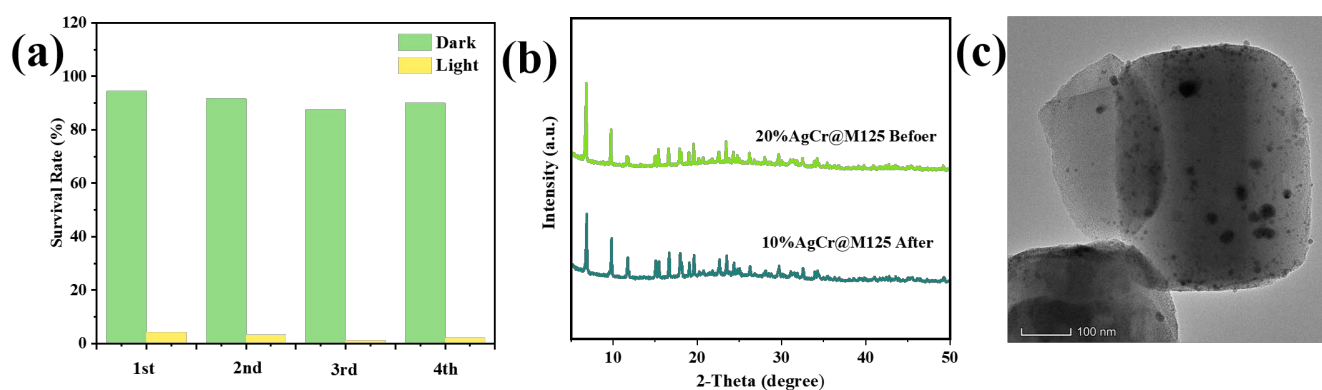 (a)
Survival Rate (%)
120
100
80
60
40
20
0
Dark
Light
1st 2nd 3rd 4th
(b)
Intensity (a.u.)
20%AgCr@M125 Befoer
10%AgCr@M125 After
10 20 30 40 50
2-Theta (degree)
(c)
100 nm